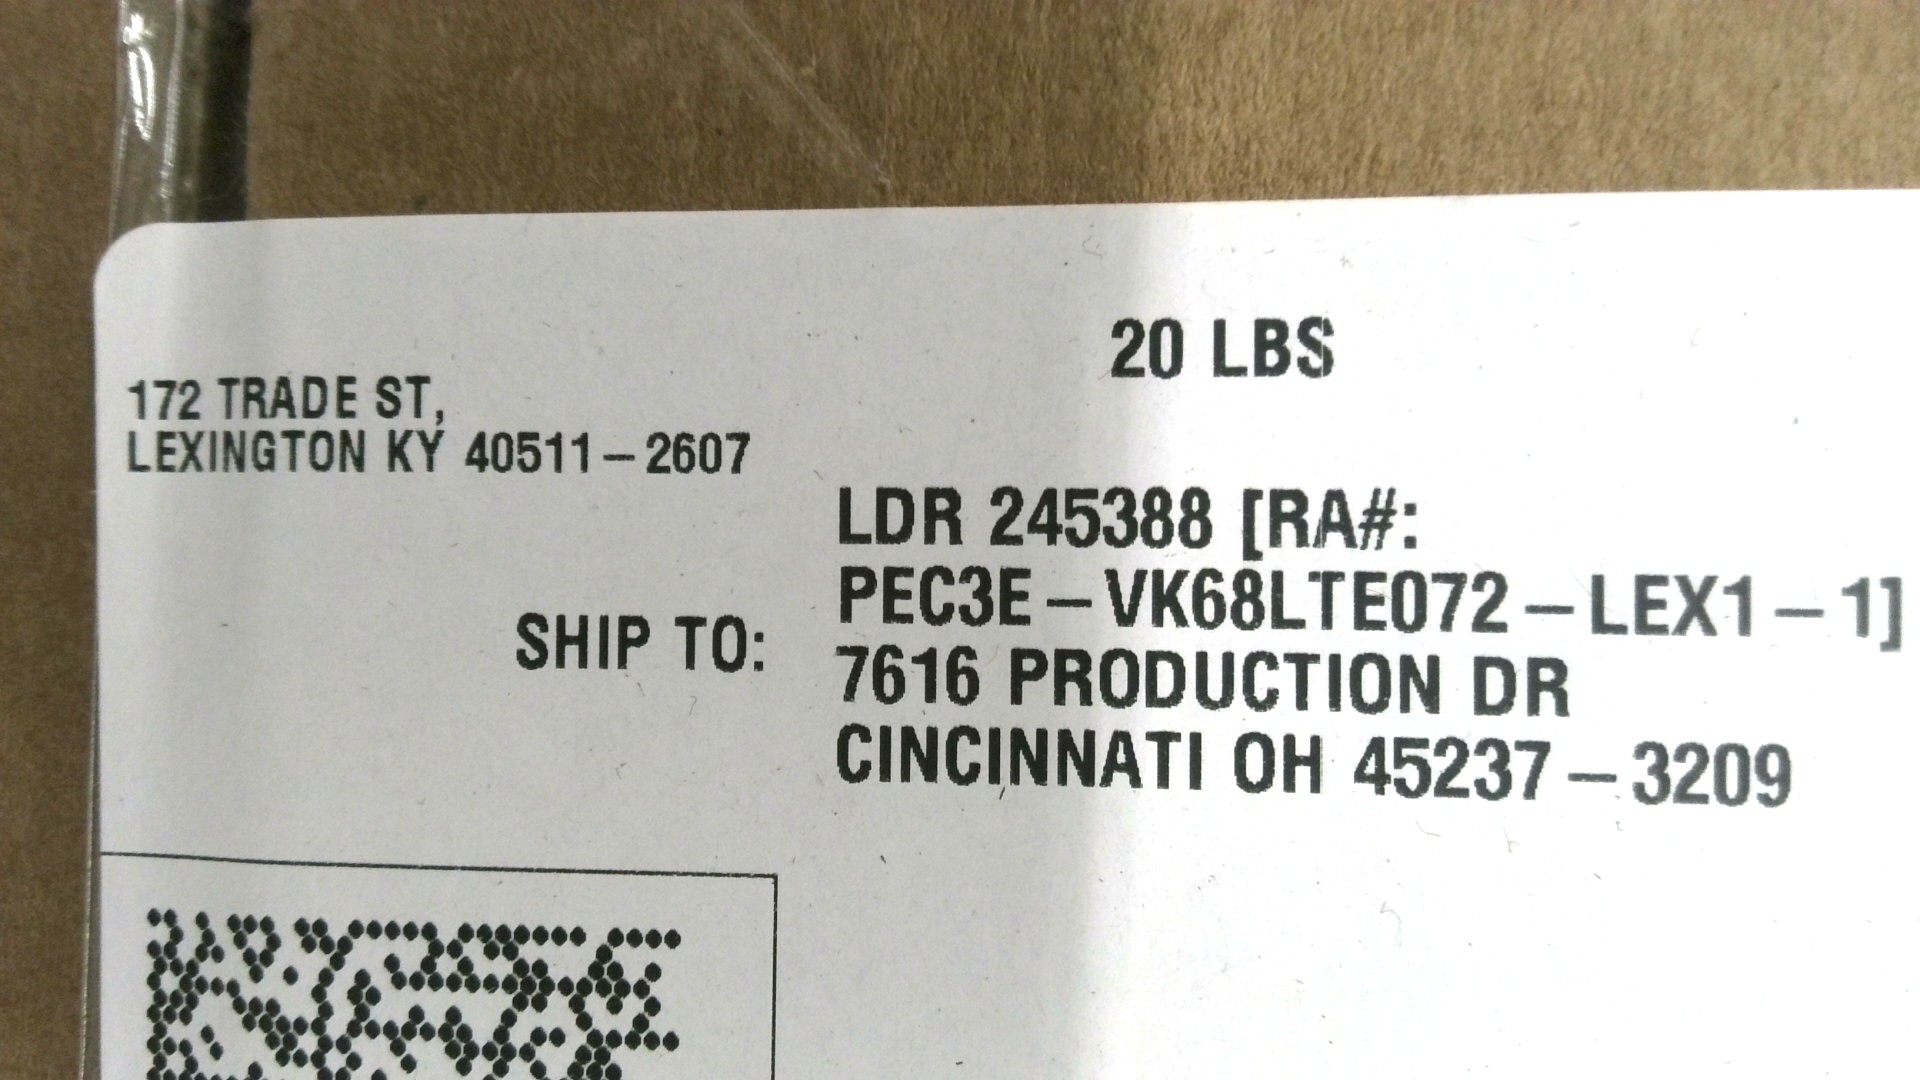 20 LBS
172 TRADE ST,
LEXINGTON KY 40511-2607
LDR 245388 [RA#:
PEC3E-VK68LTE072-LEX1-1]
SHIP TO:
7616 PRODUCTION DR
CINCINNATI OH 45237-3209